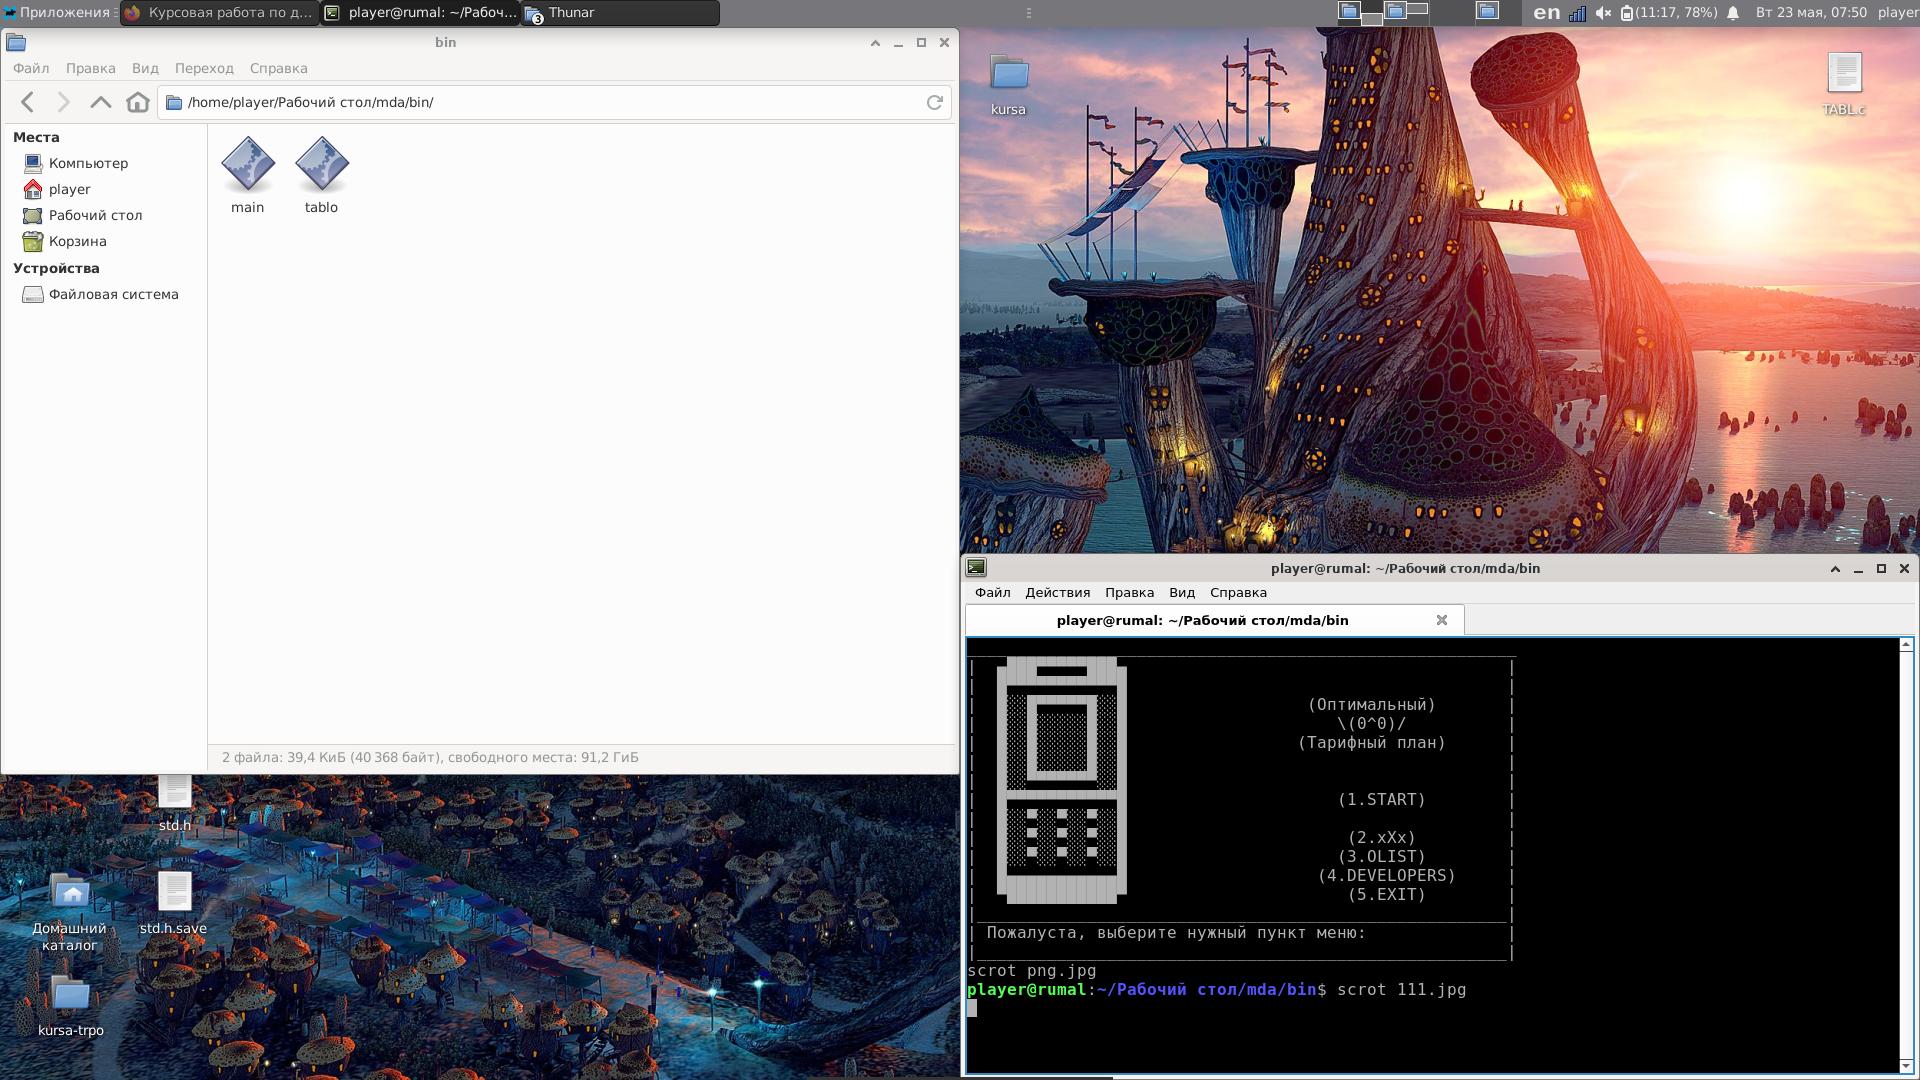 Приложения
Курсовая работа по д...
player@rumal: ~/Рабоч...
3
Thunar
en
(11:17, 78%)
Вт 23 мая, 07:50
player
bin
Файл Правка Вид Переход Справка
/home/player/Рабочий стол/mda/bin/
Места
Компьютер
player
Рабочий стол
Корзина
Устройства
Файловая система
main
tablo
2 файла: 39,4 КиБ (40 368 байт), свободного места: 91,2 ГиБ
kursa
TABL.c
std.h
Домашний
каталог
std.h.save
kursa-trpo
player@rumal: ~/Рабочий стол/mda/bin
Файл Действия Правка Вид Справка
player@rumal: ~/Рабочий стол/mda/bin
(Оптимальный)
\(0^0)/
(Тарифный план)
(1.START)
(2.xXx)
(3.OLIST)
(4.DEVELOPERS)
(5.EXIT)
Пожалуста, выберите нужный пункт меню:
scrot png.jpg
player@rumal:~/Рабочий стол/mda/bin$ scrot 111.jpg